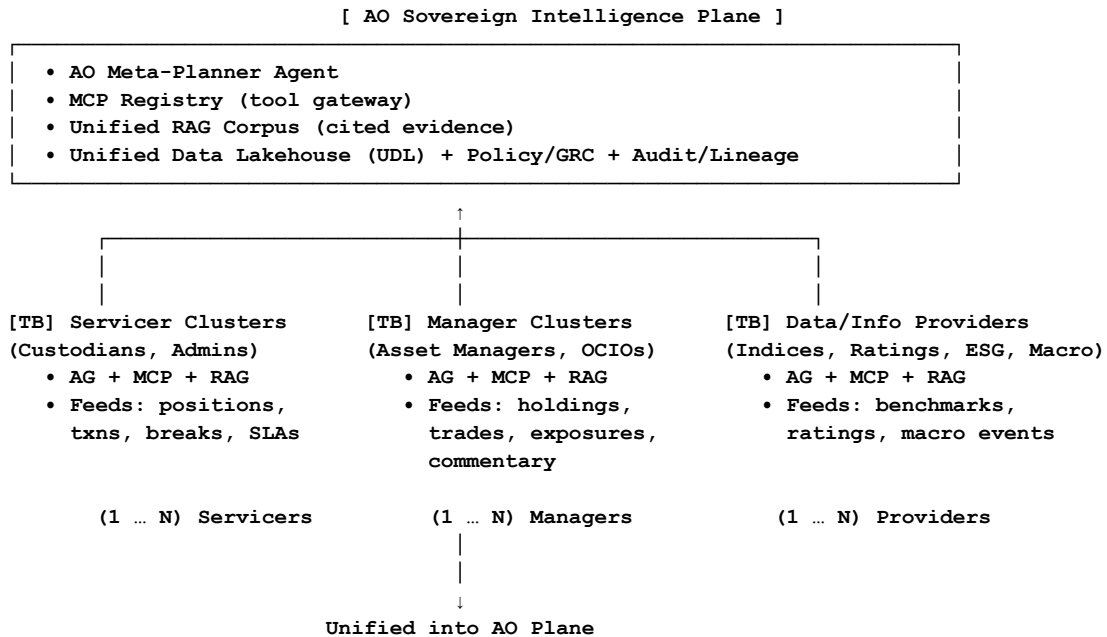 [ AO Sovereign Intelligence Plane ]
• AO Meta-Planner Agent
• MCP Registry (tool gateway)
• Unified RAG Corpus (cited evidence)
• Unified Data Lakehouse (UDL) + Policy/GRC + Audit/Lineage
↑
[TB] Servicer Clusters [TB] Manager Clusters [TB] Data/Info Providers
(Custodians, Admins) (Asset Managers, OCIOs) (Indices, Ratings, ESG, Macro)
• AG + MCP + RAG • AG + MCP + RAG • AG + MCP + RAG
• Feeds: positions, • Feeds: holdings, • Feeds: benchmarks,
txns, breaks, SLAs trades, exposures, ratings, macro events
commentary
(1 … N) Servicers (1 … N) Managers (1 … N) Providers
↓
Unified into AO Plane